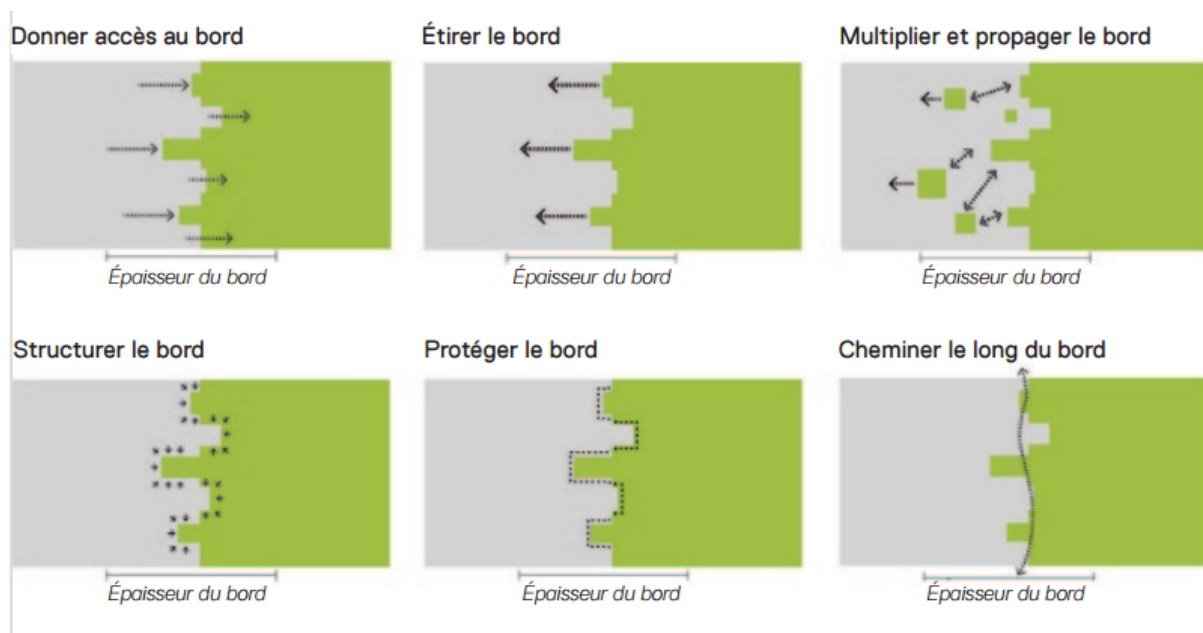 Donner accès au bord
Étirer le bord
Multiplier et propager le bord
Épaisseur du bord
Épaisseur du bord
Épaisseur du bord
Structurer le bord
Protéger le bord
Cheminer le long du bord
Épaisseur du bord
Épaisseur du bord
Épaisseur du bord